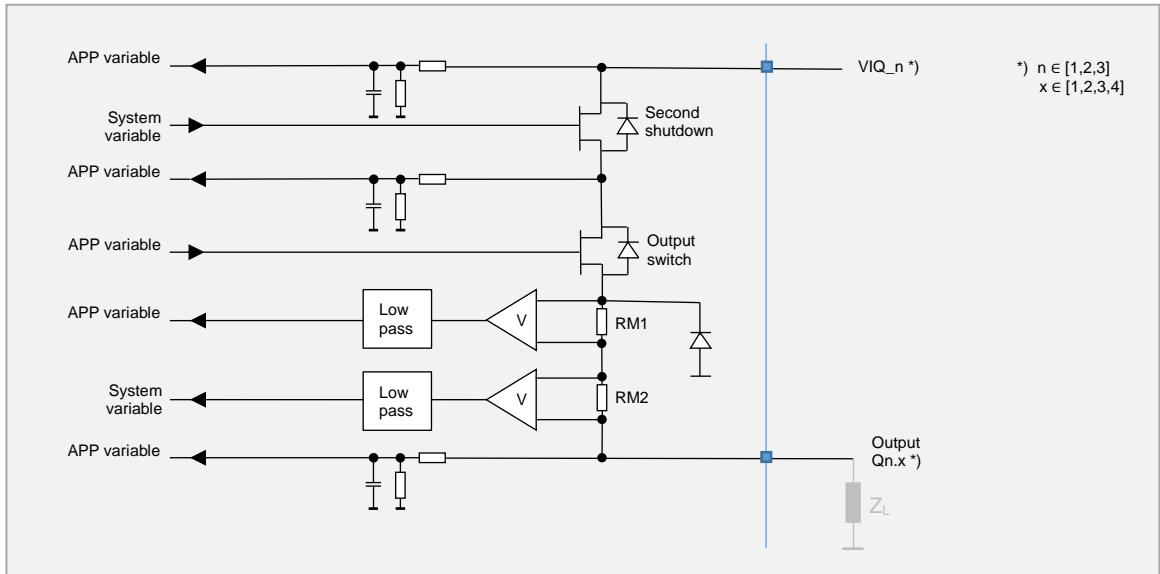 APP variable
VIQ_n *)
*) n ∈ [1,2,3]
x ∈ [1,2,3,4]
System
variable
Second
shutdown
APP variable
APP variable
Output
switch
APP variable
Low
pass
V
RM1
System
variable
Low
pass
V
RM2
APP variable
Output
Qn.x *)
ZL